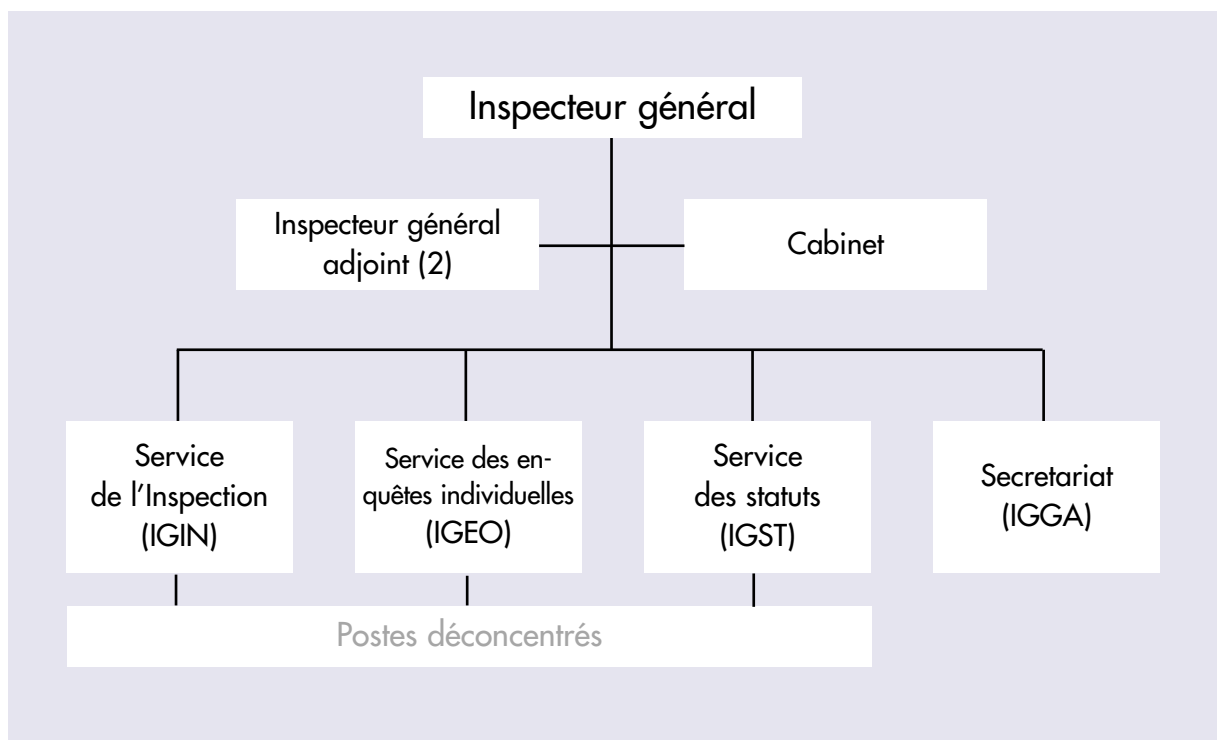 Inspecteur général
Inspecteur général
adjoint (2)
Cabinet
Service
de l'Inspection
(IGIN)
Service des en-
quêtes individuelles
(IGEO)
Service
des statuts
(IGST)
Secretariat
(IGGA)
Postes déconcentrés